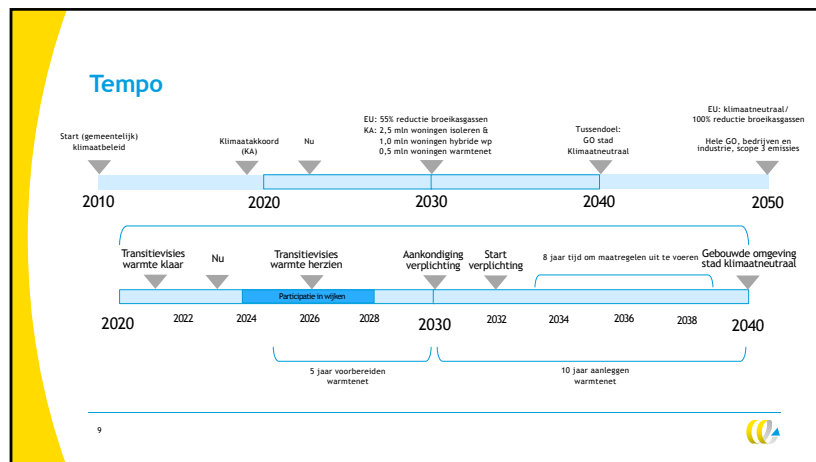 Tempo
EU: 55% reductie broeikasgassen
KA: 2,5 mln woningen isoleren &
1,0 mln woningen hybride wp
0,5 mln woningen warmtenet
EU: klimaatneutraal/
100% reductie broeikasgassen
Hele GO, bedrijven en
industrie, scope 3 emissies
Start (gemeentelijk)
klimaatbeleid
Klimaatakkoord
(KA)
Nu
Tussendoel:
GO stad
Klimaatneutraal
2010
2020
2030
2040
2050
Transitievisies
warmte klaar
Nu
Transitievisies
warmte herzien
Aankondiging
verplichting
Start
verplichting
8 jaar tijd om maatregelen uit te voeren
Gebouwde omgeving
stad klimaatneutraal
Participatie in wijken
2020
2022
2024
2026
2028
2030
2032
2034
2036
2038
2040
5 jaar voorbereiden
warmtenet
10 jaar aanleggen
warmtenet
9